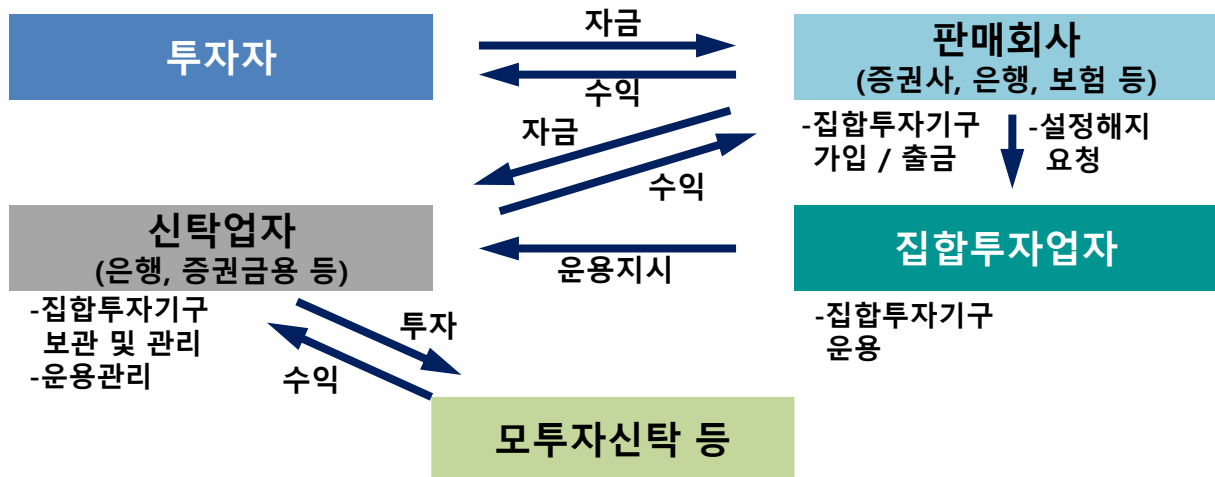 투자자
자금
수익
판매회사
(증권사, 은행, 보험 등)
-집합투자기구
가입 / 출금
-설정해지
요청
자금
수익
신탁업자
(은행, 증권금용 등)
운용지시
집합투자업자
-집합투자기구
보관 및 관리
-운용관리
투자
수익
-집합투자기구
운용
모투자신탁 등